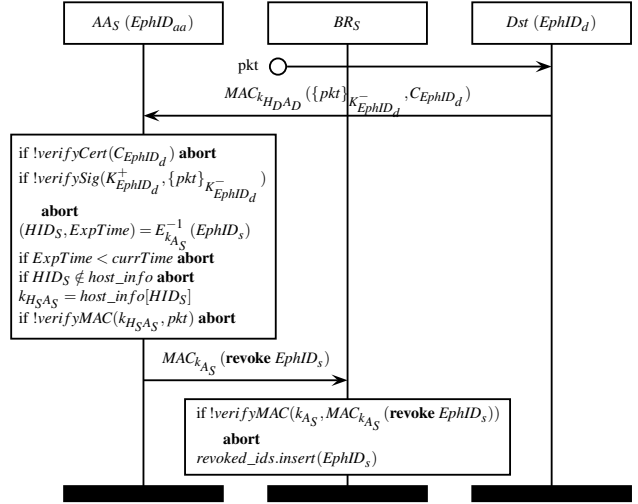 AA_S (EphID_aa)
BR_S
Dst (EphID_d)
pkt
MAC_{k_{H_D A_D}} ({pkt}_{K^-_{EphID_d}}, C_{EphID_d})
if !verifyCert(C_{EphID_d}) abort
if !verifySig(K^+_{EphID_d}, {pkt}_{K^-_{EphID_d}})
abort
(HID_S, ExpTime) = E^{-1}_{k_{A_S}} (EphID_s)
if ExpTime < currTime abort
if HID_S ∉ host_info abort
k_{H_S A_S} = host_info[HID_S]
if !verifyMAC(k_{H_S A_S}, pkt) abort
MAC_{k_{A_S}} (revoke EphID_s)
if !verifyMAC(k_{A_S}, MAC_{k_{A_S}} (revoke EphID_s))
abort
revoked_ids.insert(EphID_s)